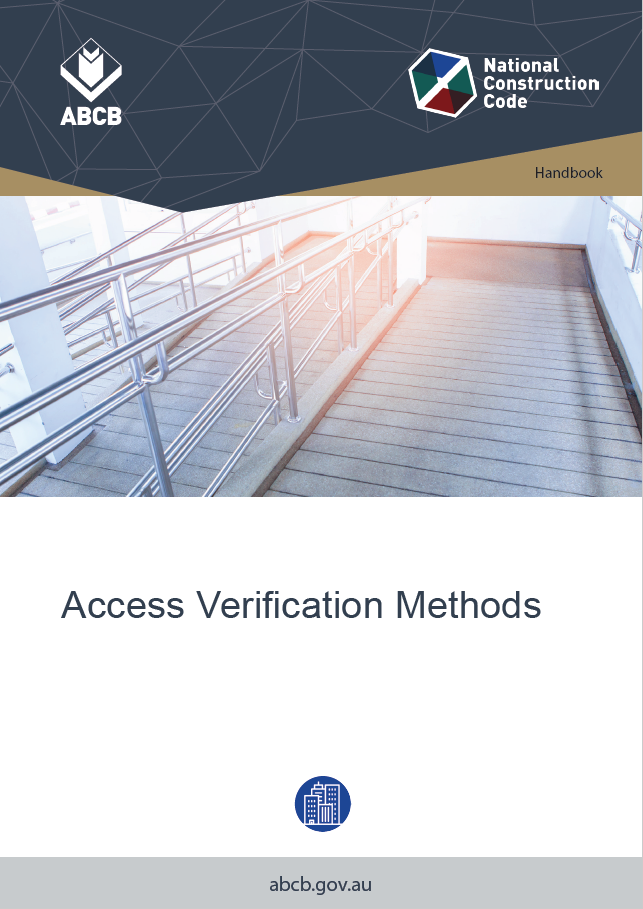 ABCB
National
Construction
Code
Handbook
Access Verification Methods
abcb.gov.au